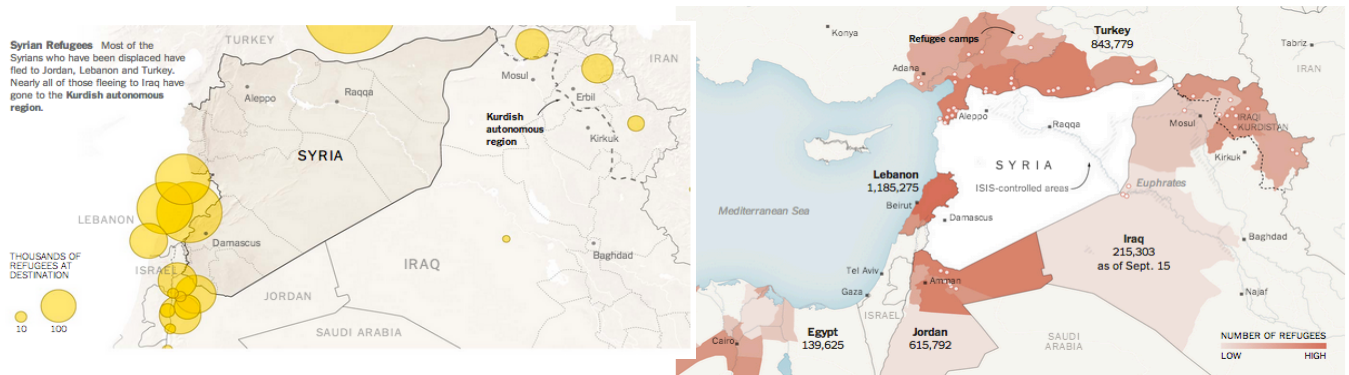 Syrian Refugees Most of the
Syrians who have been displaced have
fled to Jordan, Lebanon and Turkey.
Nearly all of those fleeing to Iraq have
gone to the Kurdish autonomous
region.
TURKEY
IRAN
Mosul
Aleppo
Raqqa
Erbil
Kurdish
autonomous
region
Kirkuk
SYRIA
LEBANON
Damascus
THOUSANDS OF
REFUGEES AT
DESTINATION
10
100
ISRAEL
IRAQ
Baghdad
JORDAN
SAUDI ARABIA
Konya
Refugee camps
Turkey
843,779
Tabriz
IRAN
Adana
Aleppo
Raqqa
Mosul
IRAQI
KURDISTAN
Kirkuk
SYRIA
ISIS-controlled areas
Euphrates
Lebanon
1,185,275
Beirut
Damascus
Mediterranean Sea
Iraq
215,303
as of Sept. 15
Baghdad
Tel Aviv
Amman
Gaza
Najaf
ISRAEL
Egypt
139,625
Cairo
Jordan
615,792
SAUDI
ARABIA
NUMBER OF REFUGEES
LOW
HIGH